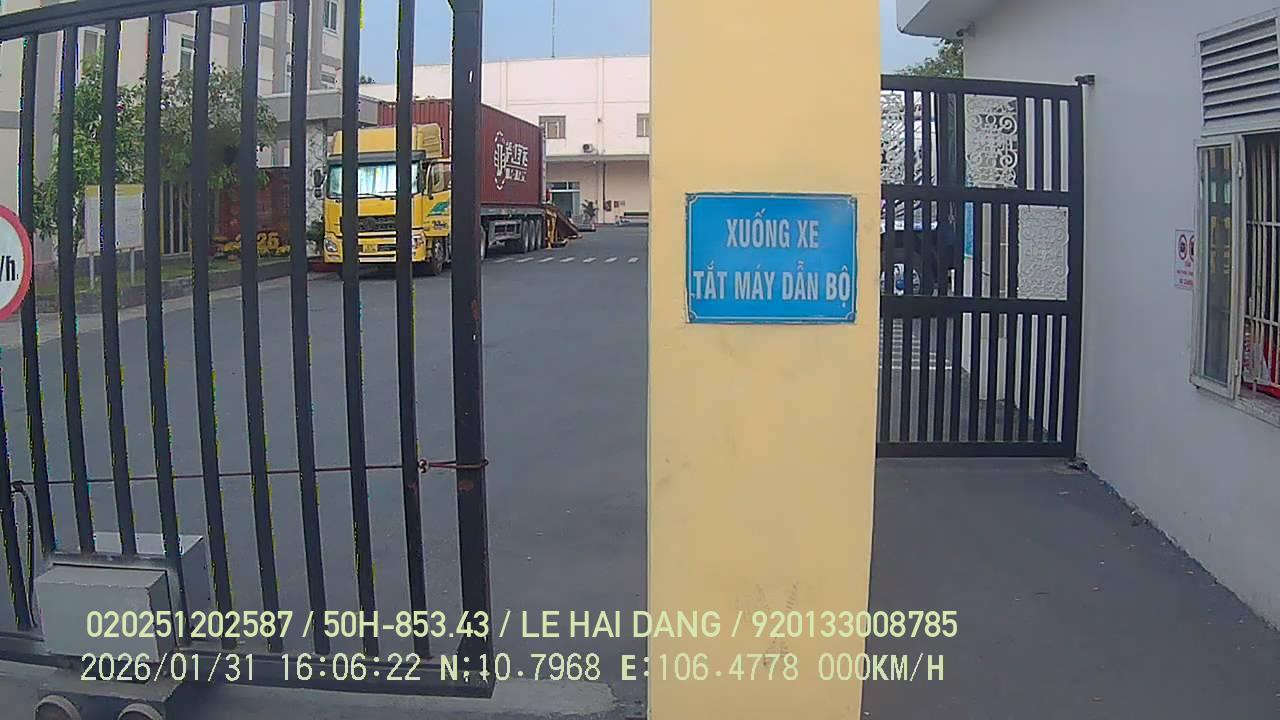 /h
26
XUỐNG XE
TẮT MÁY DẪN BỘ
020251202587 / 50H-853.43 / LE HAI DANG / 920133008785
2026/01/31 16:06:22 N:10.7968 E:106.4778 000KM/H